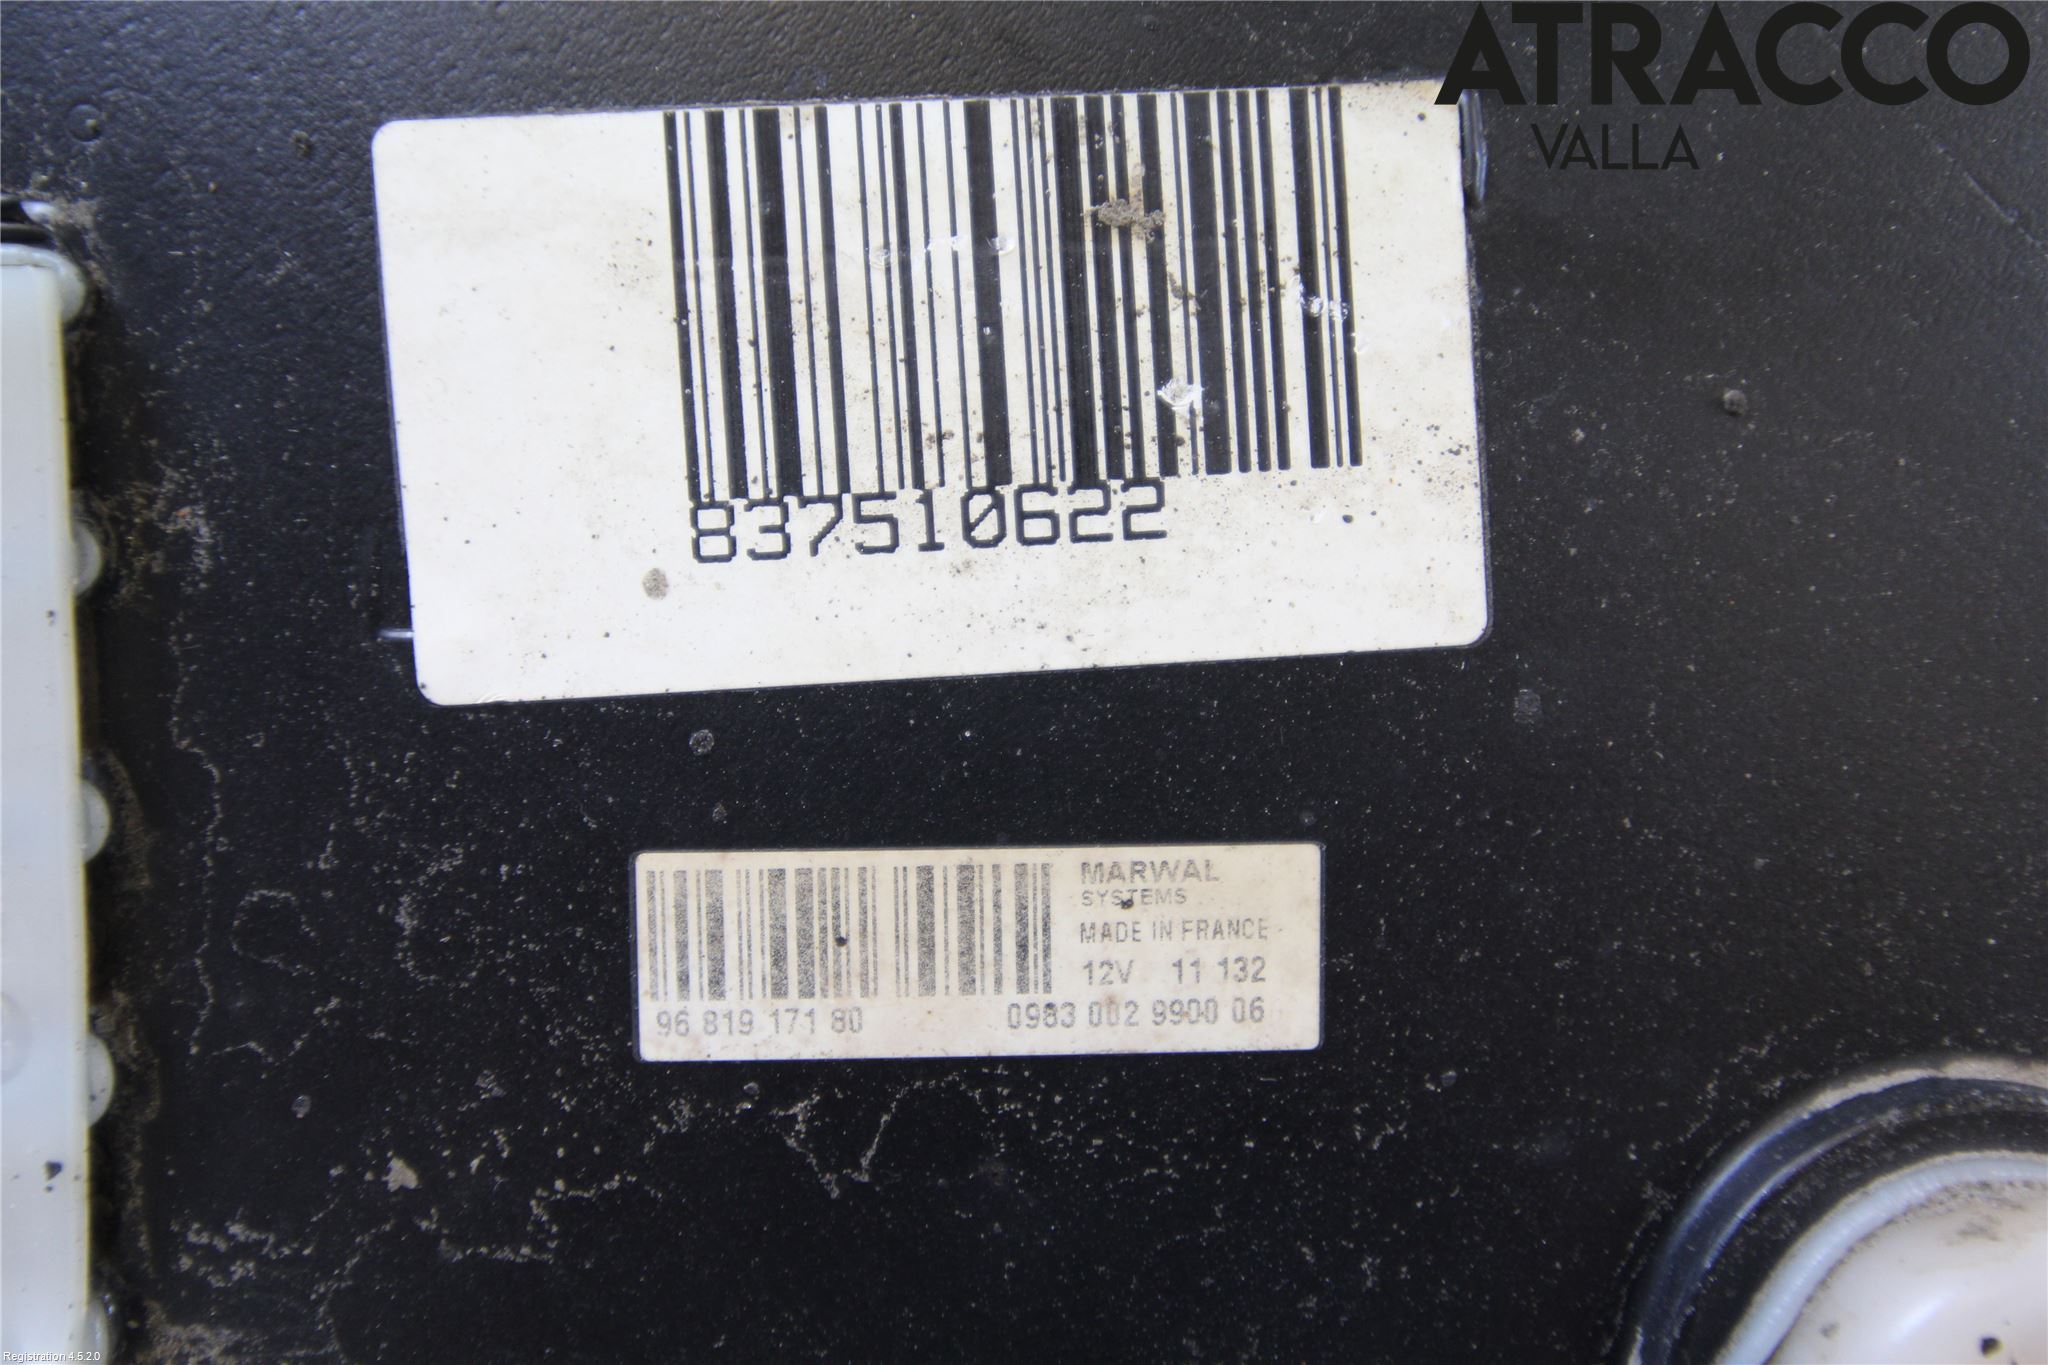 ATRACCO
VALLA
837510622
MARWAL
SYSTEMS
MADE IN FRANCE
12V 11 132
96 819 171 80
0983 002 9900 06
Registration 4.5.2.0